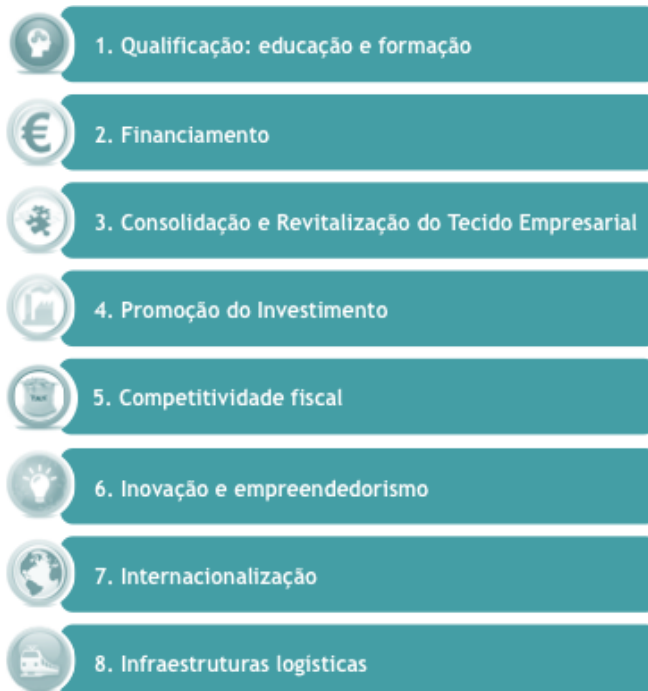 1. Qualificação: educação e formação
2. Financiamento
3. Consolidação e Revitalização do Tecido Empresarial
4. Promoção do Investimento
5. Competitividade fiscal
6. Inovação e empreendedorismo
7. Internacionalização
8. Infraestruturas logísticas